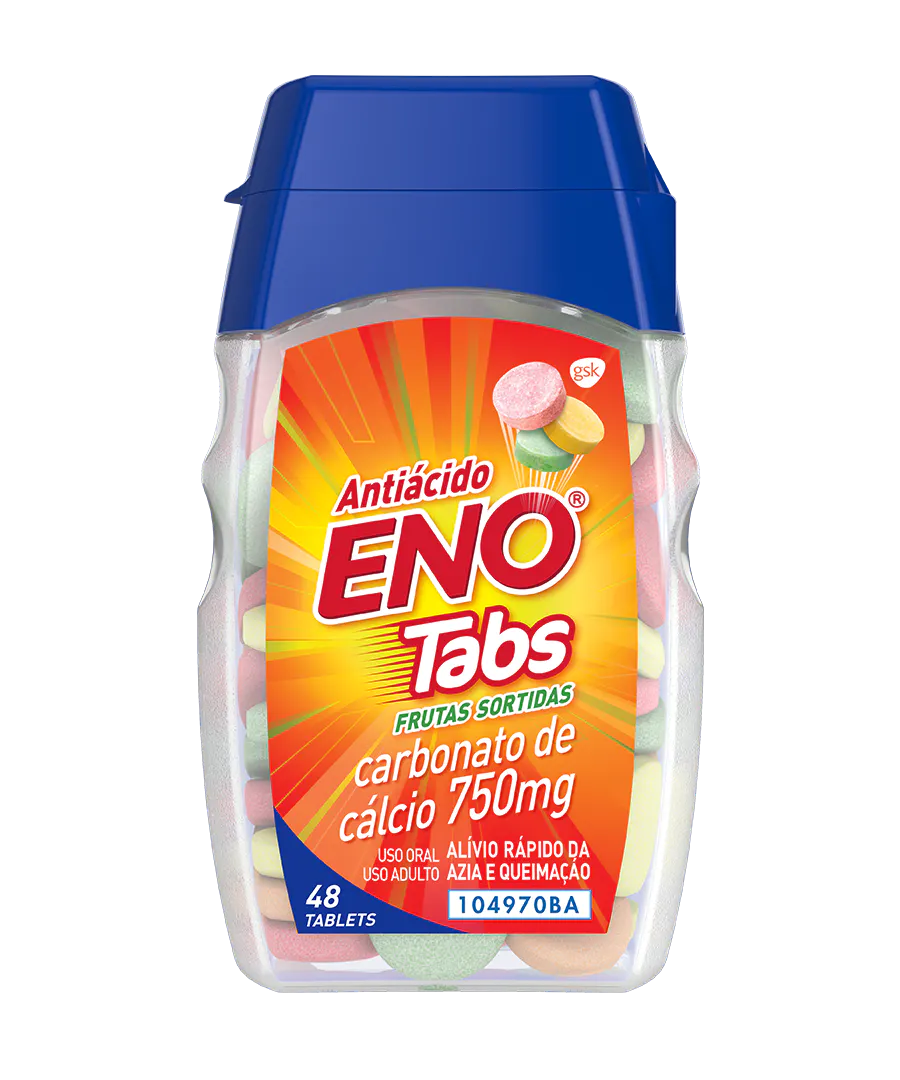 gsk
Antiácido
ENO®
Tabs
FRUTAS SORTIDAS
carbonato de
cálcio 750mg
USO ORAL
USO ADULTO
ALÍVIO RÁPIDO DA
AZIA E QUEIMAÇÃO
48
TABLETS
104970BA